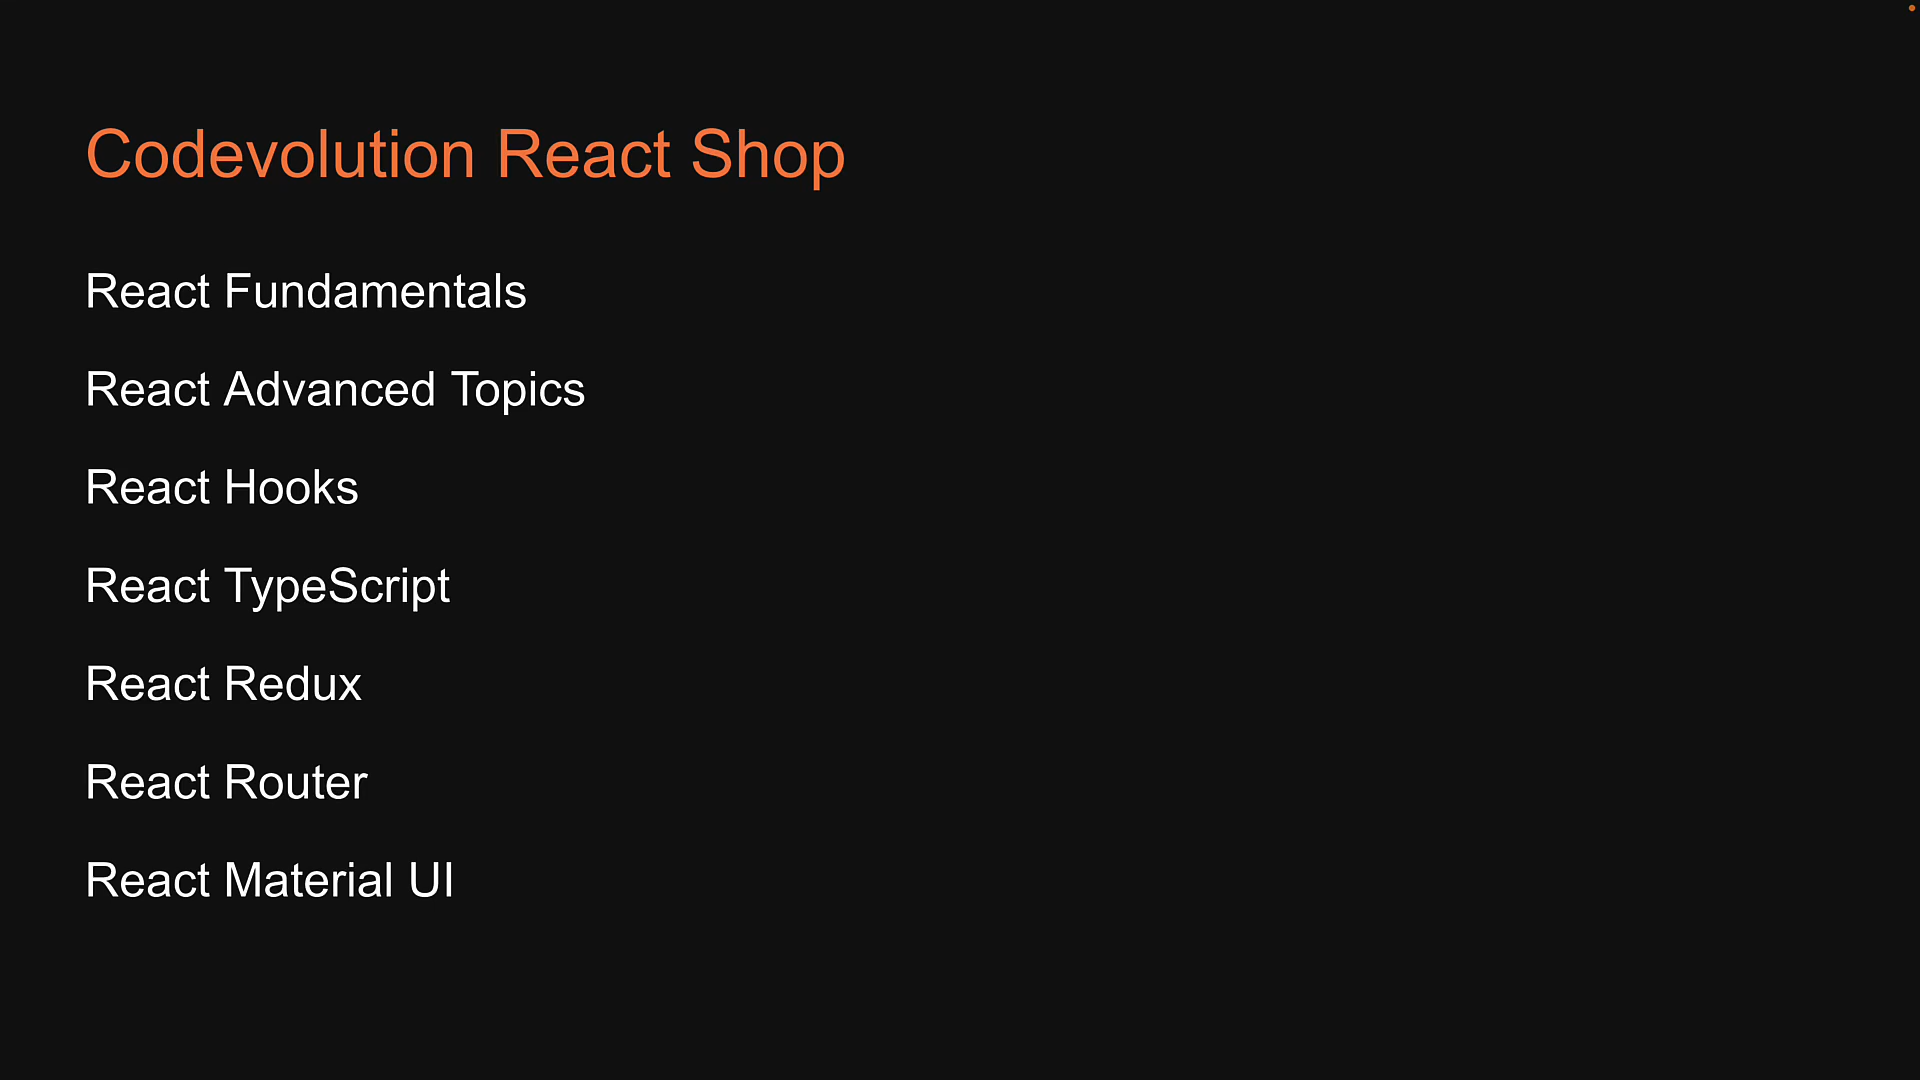 Codevolution React Shop
React Fundamentals
React Advanced Topics
React Hooks
React TypeScript
React Redux
React Router
React Material UI